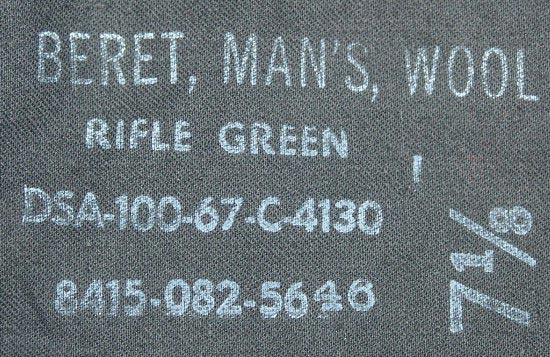 BERET, MAN'S, WOOL
RIFLE GREEN
DSA-100-67-C-4130
8415-082-5646
7 1/8